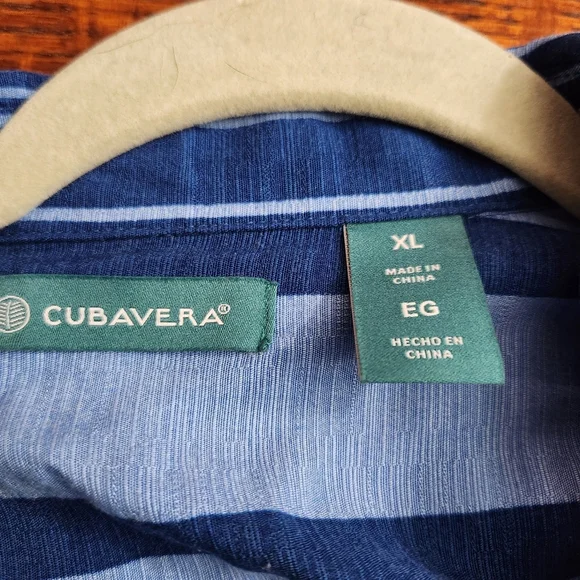 CUBAVERA®
XL
MADE IN
CHINA
EG
HECHO EN
CHINA